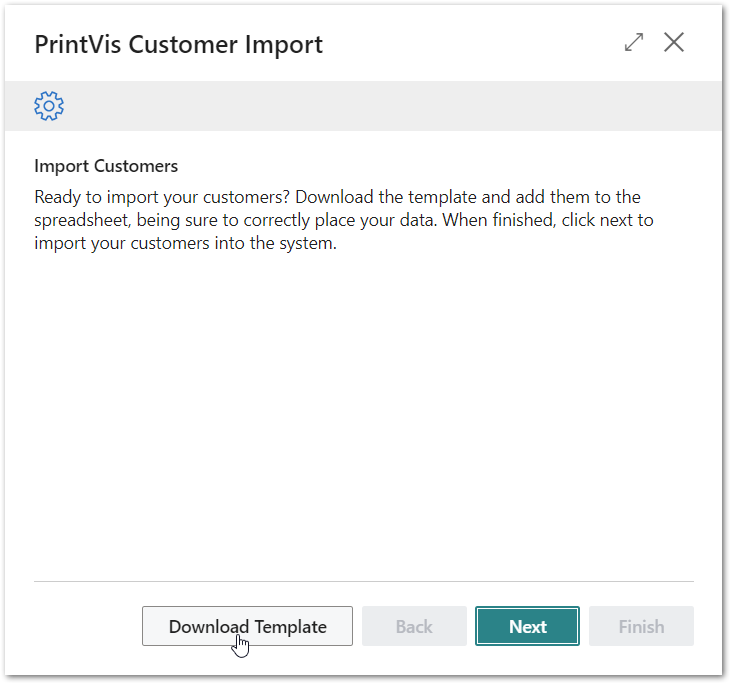 PrintVis Customer Import
Import Customers
Ready to import your customers? Download the template and add them to the
spreadsheet, being sure to correctly place your data. When finished, click next to
import your customers into the system.
Download Template
Back
Next
Finish